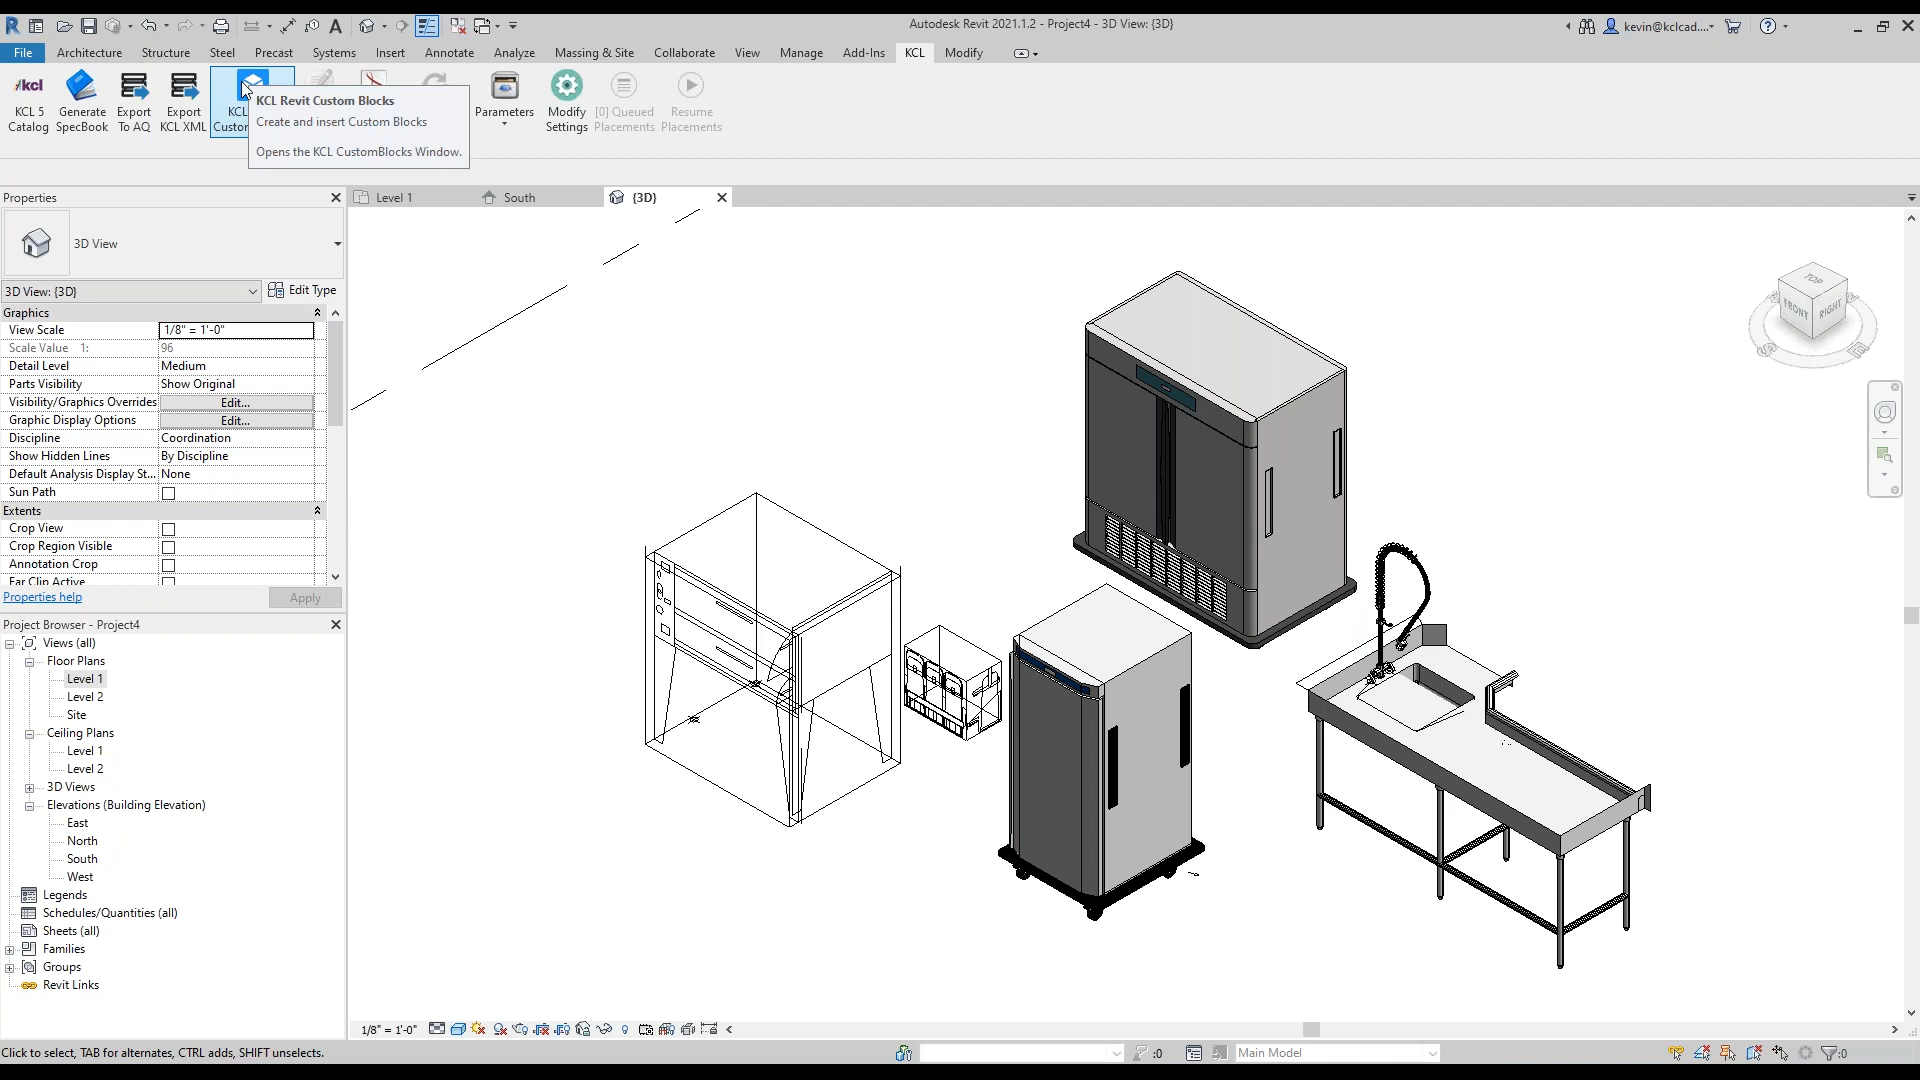 Autodesk Revit 2021.1.2 - Project4 - 3D View: {3D}
kevin@kclcad....
File Architecture Structure Steel Precast Systems Insert Annotate Analyze Massing & Site Collaborate View Manage Add-Ins KCL Modify
kcl
KCL 5 Catalog
Generate SpecBook
Export To AQ
Export KCL XML
KCL
Custom
Parameters
Modify Settings
[0] Queued Placements
Resume Placements
KCL Revit Custom Blocks
Create and insert Custom Blocks
Opens the KCL CustomBlocks Window.
Properties
Level 1
South
{3D}
3D View
3D View: {3D}
Edit Type
Graphics
View Scale 1/8" = 1'-0"
Scale Value 1: 96
Detail Level Medium
Parts Visibility Show Original
Visibility/Graphics Overrides Edit...
Graphic Display Options Edit...
Discipline Coordination
Show Hidden Lines By Discipline
Default Analysis Display St... None
Sun Path
Extents
Crop View
Crop Region Visible
Annotation Crop
Far Clip Active
Properties help
Apply
Project Browser - Project4
Views (all)
Floor Plans
Level 1
Level 2
Site
Ceiling Plans
Level 1
Level 2
3D Views
Elevations (Building Elevation)
East
North
South
West
Legends
Schedules/Quantities (all)
Sheets (all)
Families
Groups
Revit Links
TOP
FRONT
RIGHT
S
E
1/8" = 1'-0"
Click to select, TAB for alternates, CTRL adds, SHIFT unselects.
:0
Main Model
:0